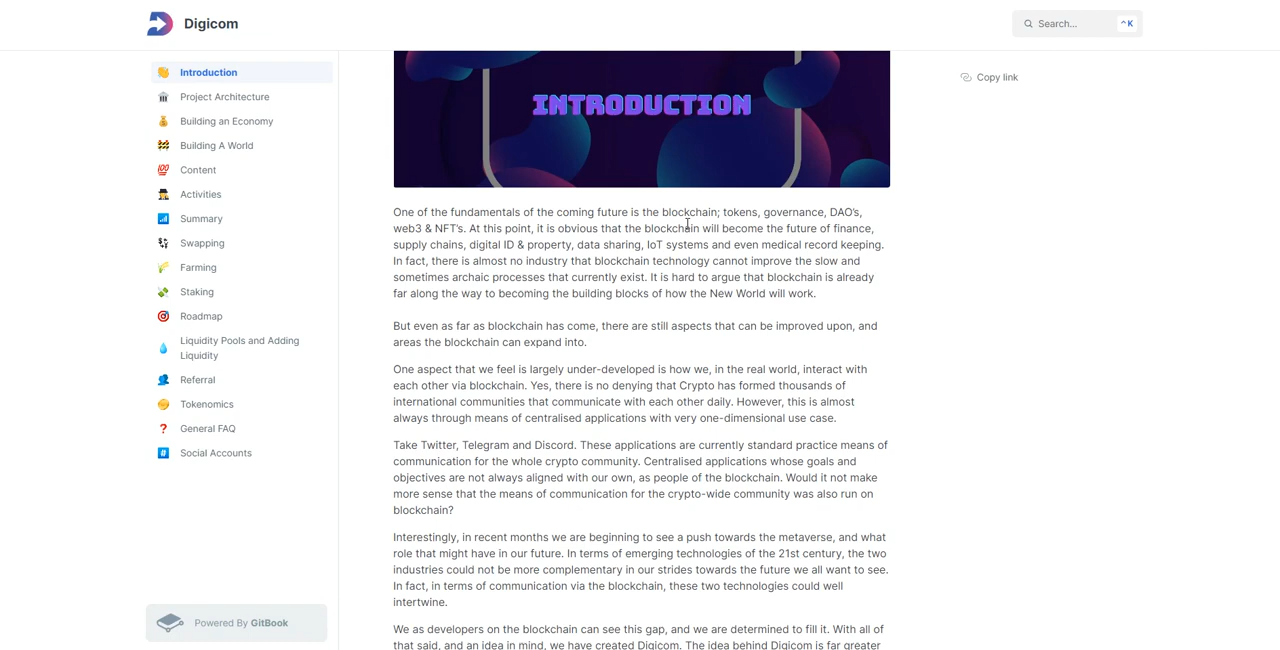 Digicom
Search...
^K
Introduction
Project Architecture
Building an Economy
Building A World
Content
Activities
Summary
Swapping
Farming
Staking
Roadmap
Liquidity Pools and Adding
Liquidity
Referral
Tokenomics
General FAQ
Social Accounts
Powered By GitBook
INTRODUCTION
One of the fundamentals of the coming future is the blockchain; tokens, governance, DAO's,
web3 & NFT's. At this point, it is obvious that the blockchain will become the future of finance,
supply chains, digital ID & property, data sharing, IoT systems and even medical record keeping.
In fact, there is almost no industry that blockchain technology cannot improve the slow and
sometimes archaic processes that currently exist. It is hard to argue that blockchain is already
far along the way to becoming the building blocks of how the New World will work.
But even as far as blockchain has come, there are still aspects that can be improved upon, and
areas the blockchain can expand into.
One aspect that we feel is largely under-developed is how we, in the real world, interact with
each other via blockchain. Yes, there is no denying that Crypto has formed thousands of
international communities that communicate with each other daily. However, this is almost
always through means of centralised applications with very one-dimensional use case.
Take Twitter, Telegram and Discord. These applications are currently standard practice means of
communication for the whole crypto community. Centralised applications whose goals and
objectives are not always aligned with our own, as people of the blockchain. Would it not make
more sense that the means of communication for the crypto-wide community was also run on
blockchain?
Interestingly, in recent months we are beginning to see a push towards the metaverse, and what
role that might have in our future. In terms of emerging technologies of the 21st century, the two
industries could not be more complementary in our strides towards the future we all want to see.
In fact, in terms of communication via the blockchain, these two technologies could well
intertwine.
We as developers on the blockchain can see this gap, and we are determined to fill it. With all of
that said, and an idea in mind, we have created Digicom. The idea behind Digicom is far greater
Copy link